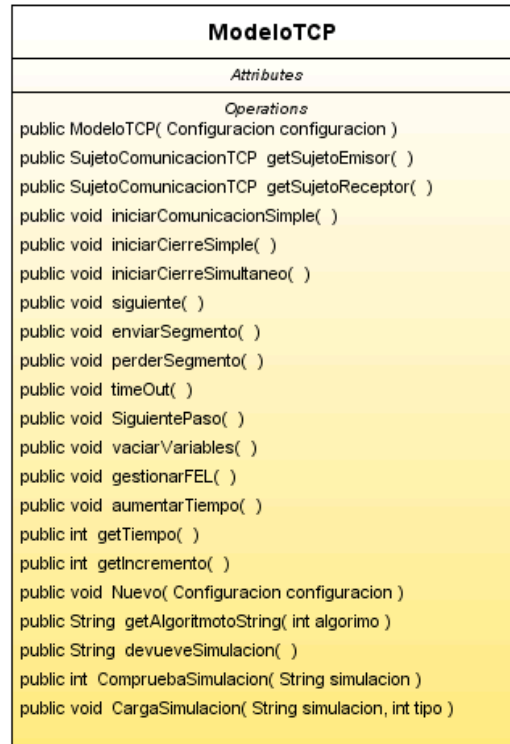 ModeloTCP
Attributes
Operations
public ModeloTCP( Configuracion configuracion )
public SujetoComunicacionTCP getSujetoEmisor( )
public SujetoComunicacionTCP getSujetoReceptor( )
public void iniciarComunicacionSimple( )
public void iniciarCierreSimple( )
public void iniciarCierreSimultaneo( )
public void siguiente( )
public void enviarSegmento( )
public void perderSegmento( )
public void timeOut( )
public void SiguientePaso( )
public void vaciarVariables( )
public void gestionarFEL( )
public void aumentarTiempo( )
public int getTiempo( )
public int getIncremento( )
public void Nuevo( Configuracion configuracion )
public String getAlgoritmotoString( int algorimo )
public String devueveSimulacion( )
public int CompruebaSimulacion( String simulacion )
public void CargaSimulacion( String simulacion, int tipo )